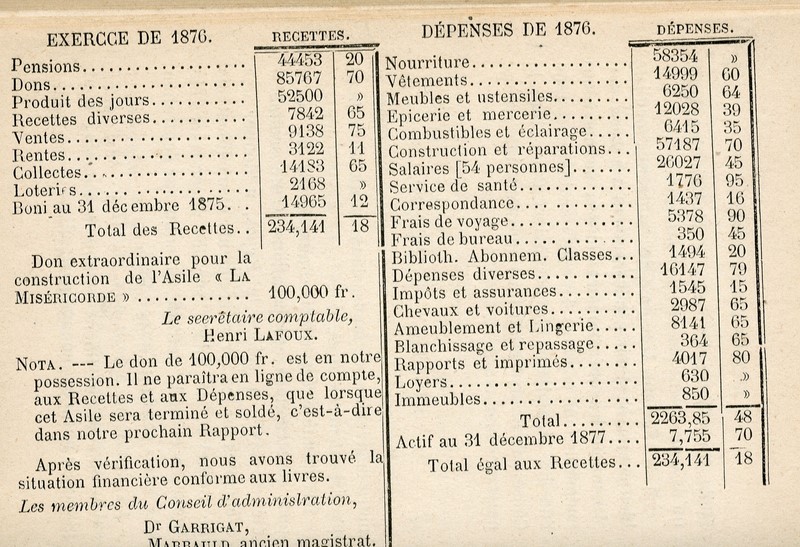 EXERCCE DE 1876. RECETTES.
Pensions........................ 44453 20
Dons........................... 85767 70
Produit des jours............ 52500 »
Recettes diverses............ 7842 65
Ventes......................... 9138 75
Rentes......................... 3122 11
Collectes...................... 14183 65
Loteries....................... 2168 »
Boni au 31 décembre 1875. . 14965 12
Total des Recettes.. 234,141 18
Don extraordinaire pour la
construction de l'Asile « LA
MISÉRICORDE » ............. 100,000 fr.
Le secrétaire comptable,
Henri LAFOUX.
NOTA. --- Le don de 100,000 fr. est en notre
possession. Il ne paraîtra en ligne de compte,
aux Recettes et aux Dépenses, que lorsque
cet Asile sera terminé et soldé, c'est-à-dire
dans notre prochain Rapport.
Après vérification, nous avons trouvé la
situation financière conforme aux livres.
Les membres du Conseil d'administration,
Dr GARRIGAT,
MARRAULD, ancien magistrat.
DÉPENSES DE 1876. DÉPENSES.
Nourriture..................... 58354 »
Vêtements..................... 14999 60
Meubles et ustensiles......... 6250 64
Epicerie et mercerie.......... 12028 39
Combustibles et éclairage..... 6415 35
Construction et réparations... 57187 70
Salaires [54 personnes]....... 26027 45
Service de santé.............. 1776 95
Correspondance............... 1437 16
Frais de voyage............... 5378 90
Frais de bureau..... .......... 350 45
Biblioth. Abonnem. Classes... 1494 20
Dépenses diverses............ 16147 79
Impôts et assurances.......... 1545 15
Chevaux et voitures........... 2987 65
Ameublement et Lingerie..... 8141 65
Blanchissage et repassage..... 364 65
Rapports et imprimés......... 4017 80
Loyers........................ 630 »
Immeubles.................... 850 »
Total......... 2263,85 48
Actif au 31 décembre 1877.... 7,755 70
Total égal aux Recettes... 234,141 18